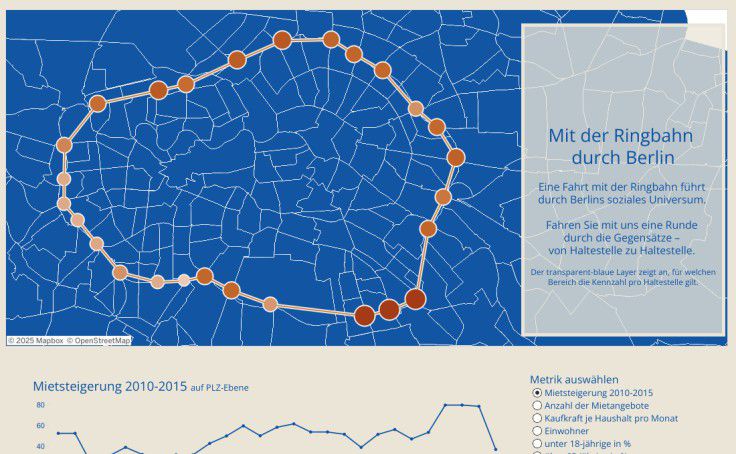 Mit der Ringbahn
durch Berlin
Eine Fahrt mit der Ringbahn führt
durch Berlins soziales Universum.
Fahren Sie mit uns eine Runde
durch die Gegensätze –
von Haltestelle zu Haltestelle.
Der transparent-blaue Layer zeigt an, für welchen
Bereich die Kennzahl pro Haltestelle gilt.
© 2025 Mapbox © OpenStreetMap
Mietsteigerung 2010-2015 auf PLZ-Ebene
80
60
40
Metrik auswählen
Mietsteigerung 2010-2015
Anzahl der Mietangebote
Kaufkraft je Haushalt pro Monat
Einwohner
unter 18-jährige in %